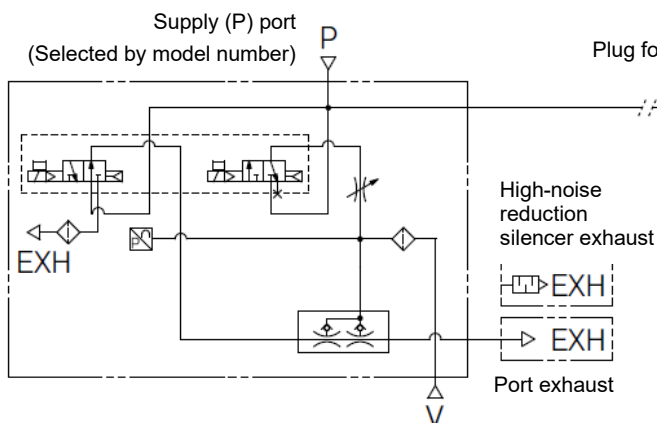 Supply (P) port
(Selected by model number)
P
Plug fo
EXH
P
High-noise
reduction
silencer exhaust
EXH
EXH
Port exhaust
V